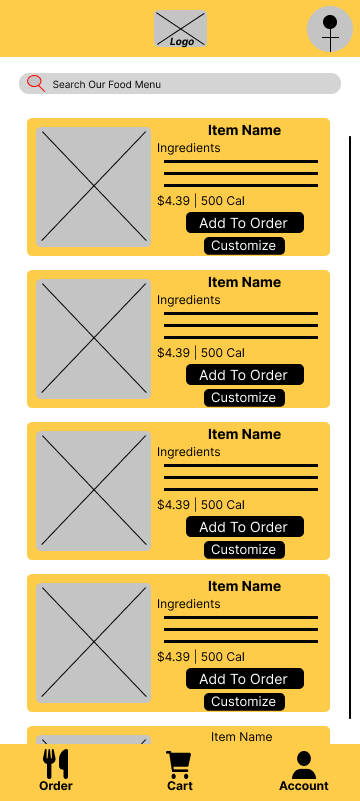 Logo
Search Our Food Menu
Item Name
Ingredients
$4.39 | 500 Cal
Add To Order
Customize
Item Name
Ingredients
$4.39 | 500 Cal
Add To Order
Customize
Item Name
Ingredients
$4.39 | 500 Cal
Add To Order
Customize
Item Name
Ingredients
$4.39 | 500 Cal
Add To Order
Customize
Item Name
Order Cart Account